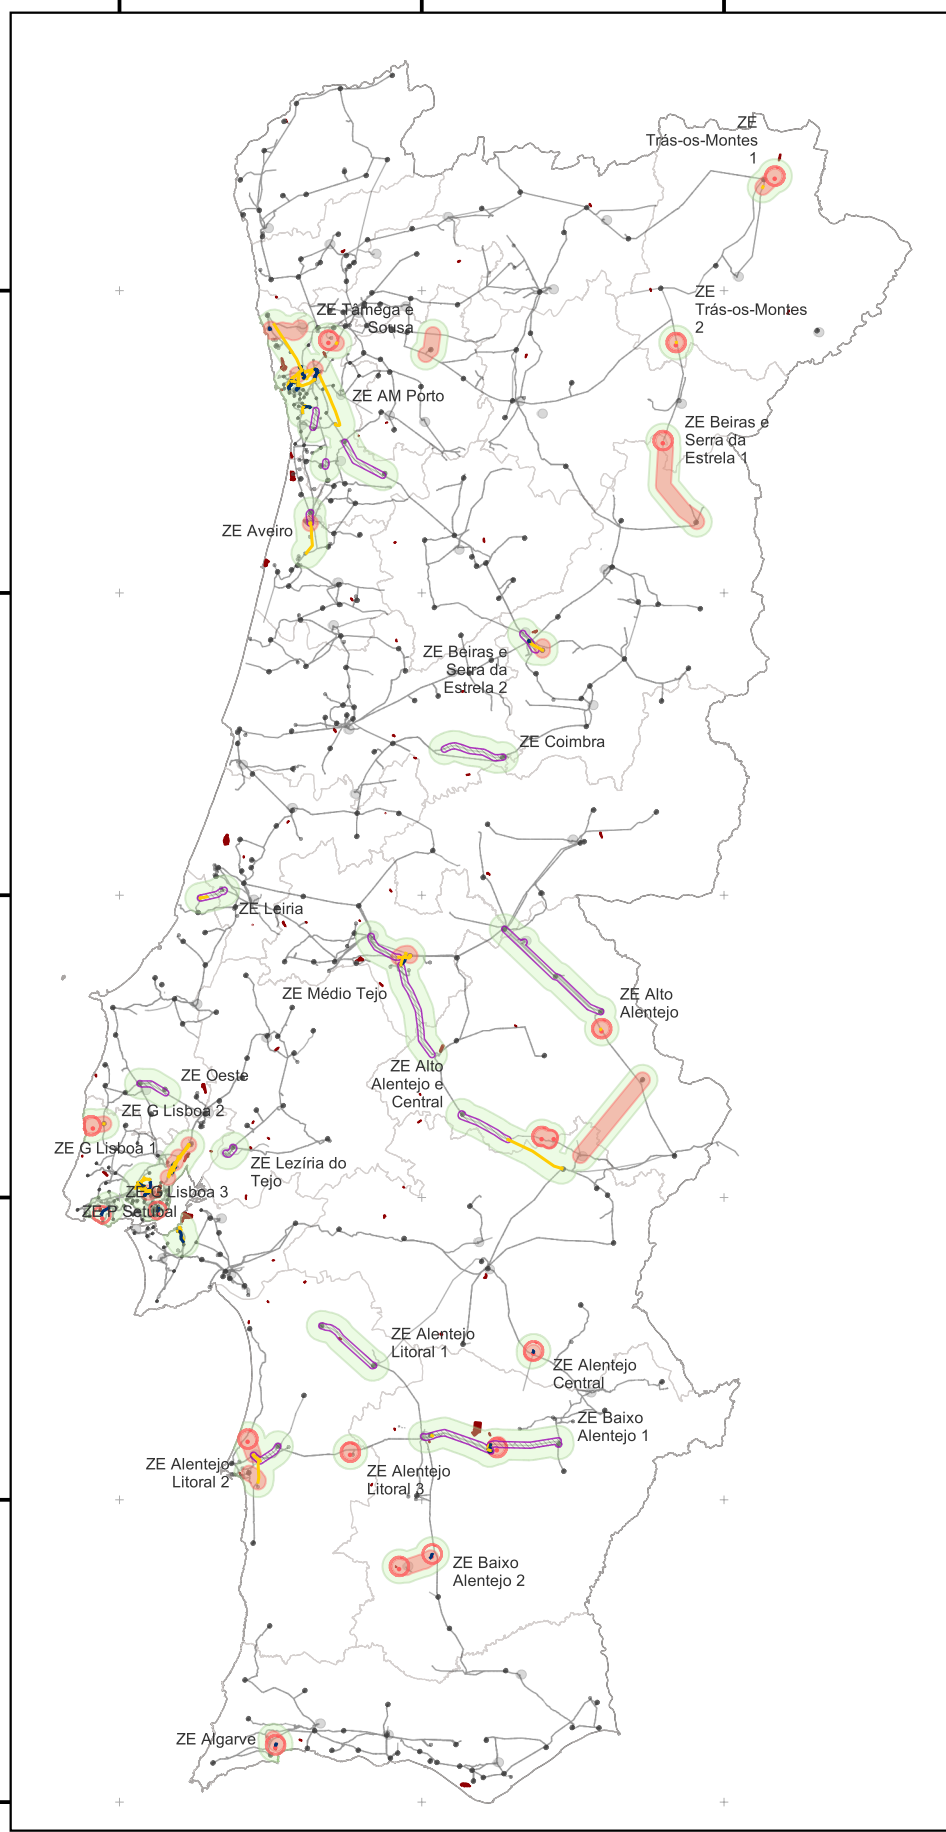 ZE
Trás-os-Montes
1
ZE
Trás-os-Montes
2
ZE Tâmega e
Sousa
ZE AM Porto
ZE Beiras e
Serra da
Estrela 1
ZE Aveiro
ZE Beiras e
Serra da
Estrela 2
ZE Coimbra
ZE Leiria
ZE Médio Tejo
ZE Alto
Alentejo
ZE Alto
Alentejo e
Central
ZE Oeste
ZE G Lisboa 2
ZE G Lisboa 1
ZE Lezíria do
Tejo
ZE G Lisboa 3
ZE P Setúbal
ZE Alentejo
Litoral 1
ZE Alentejo
Central
ZE Baixo
Alentejo 1
ZE Alentejo
Litoral 2
ZE Alentejo
Litoral 3
ZE Baixo
Alentejo 2
ZE Algarve